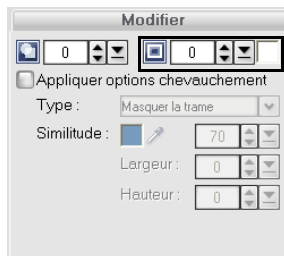 Modifier
0 0
Appliquer options chevauchement
Type : Masquer la trame
Similitude : 70
Largeur : 0
Hauteur : 0